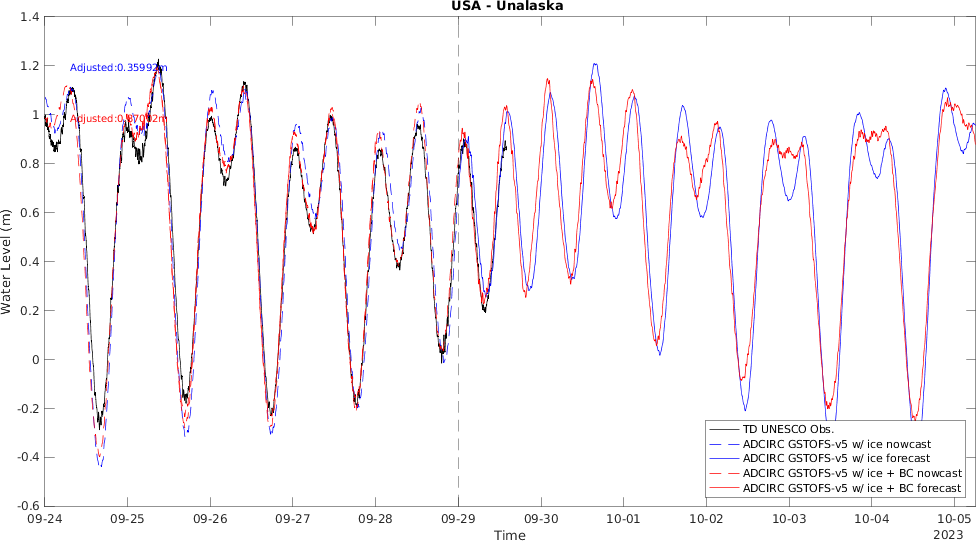 USA - Unalaska
1.4
1.2
1
0.8
0.6
0.4
0.2
0
-0.2
-0.4
-0.6
Water Level (m)
Adjusted:0.35992m
09-24
09-25
09-26
09-27
09-28
09-29
09-30
10-01
10-02
10-03
10-04
10-05
2023
Time
TD UNESCO Obs.
ADCIRC GSTOFS-v5 w/ ice nowcast
ADCIRC GSTOFS-v5 w/ ice forecast
ADCIRC GSTOFS-v5 w/ ice + BC nowcast
ADCIRC GSTOFS-v5 w/ ice + BC forecast